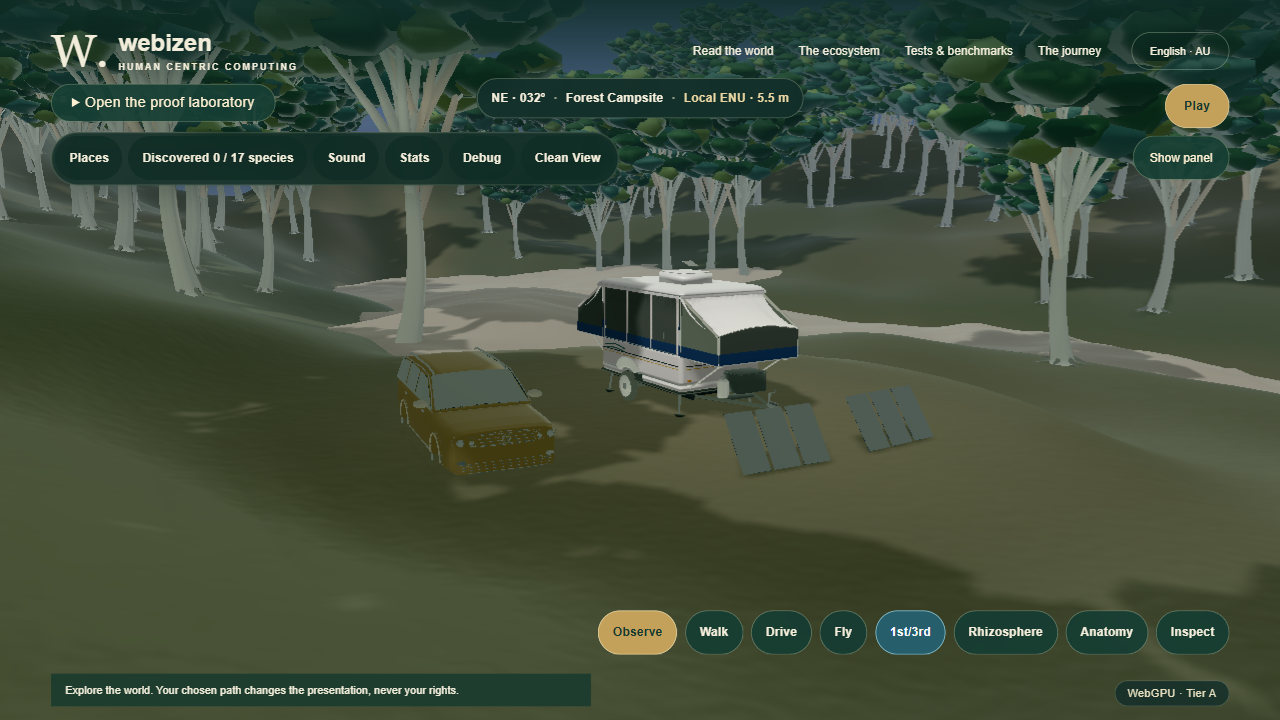 W. webizen
HUMAN CENTRIC COMPUTING
Read the world
The ecosystem
Tests & benchmarks
The journey
English · AU
▶ Open the proof laboratory
NE · 032° · Forest Campsite · Local ENU · 5.5 m
Play
Places
Discovered 0 / 17 species
Sound
Stats
Debug
Clean View
Show panel
Observe
Walk
Drive
Fly
1st/3rd
Rhizosphere
Anatomy
Inspect
Explore the world. Your chosen path changes the presentation, never your rights.
WebGPU · Tier A